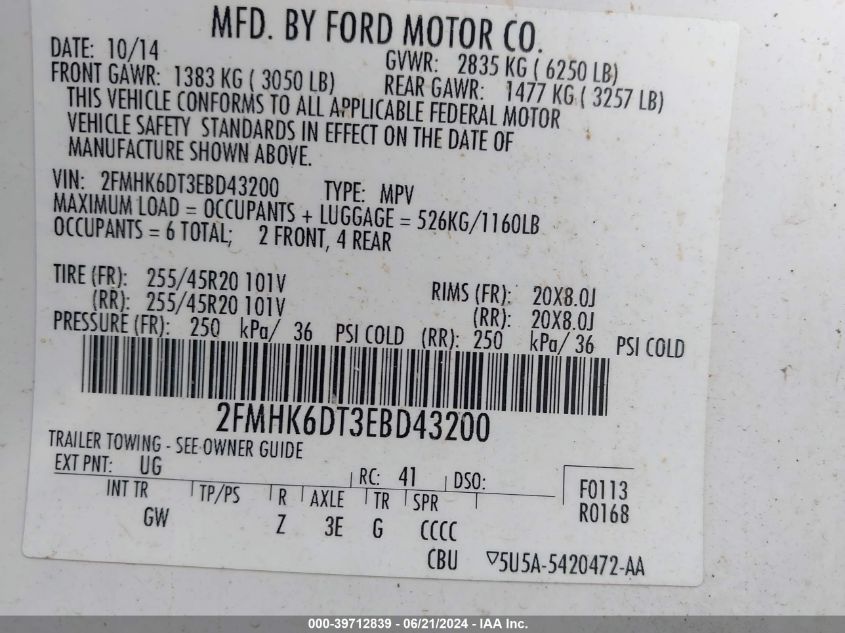 MFD. BY FORD MOTOR CO.
DATE: 10/14 GVWR: 2835 KG ( 6250 LB)
FRONT GAWR: 1383 KG ( 3050 LB) REAR GAWR: 1477 KG ( 3257 LB)
THIS VEHICLE CONFORMS TO ALL APPLICABLE FEDERAL MOTOR
VEHICLE SAFETY STANDARDS IN EFFECT ON THE DATE OF
MANUFACTURE SHOWN ABOVE.
VIN: 2FMHK6DT3EBD43200 TYPE: MPV
MAXIMUM LOAD = OCCUPANTS + LUGGAGE = 526KG/1160LB
OCCUPANTS = 6 TOTAL; 2 FRONT, 4 REAR
TIRE (FR): 255/45R20 101V RIMS (FR): 20X8.0J
(RR): 255/45R20 101V (RR): 20X8.0J
PRESSURE (FR): 250 kPa/ 36 PSI COLD (RR): 250 kPa/ 36 PSI COLD
2FMHK6DT3EBD43200
TRAILER TOWING - SEE OWNER GUIDE
EXT PNT: UG RC: 41 DSO:
INT TR TP/PS R AXLE TR SPR F0113
GW Z 3E G CCCC R0168
CBU ▽5U5A-5420472-AA
000-39712839 - 06/21/2024 - IAA Inc.